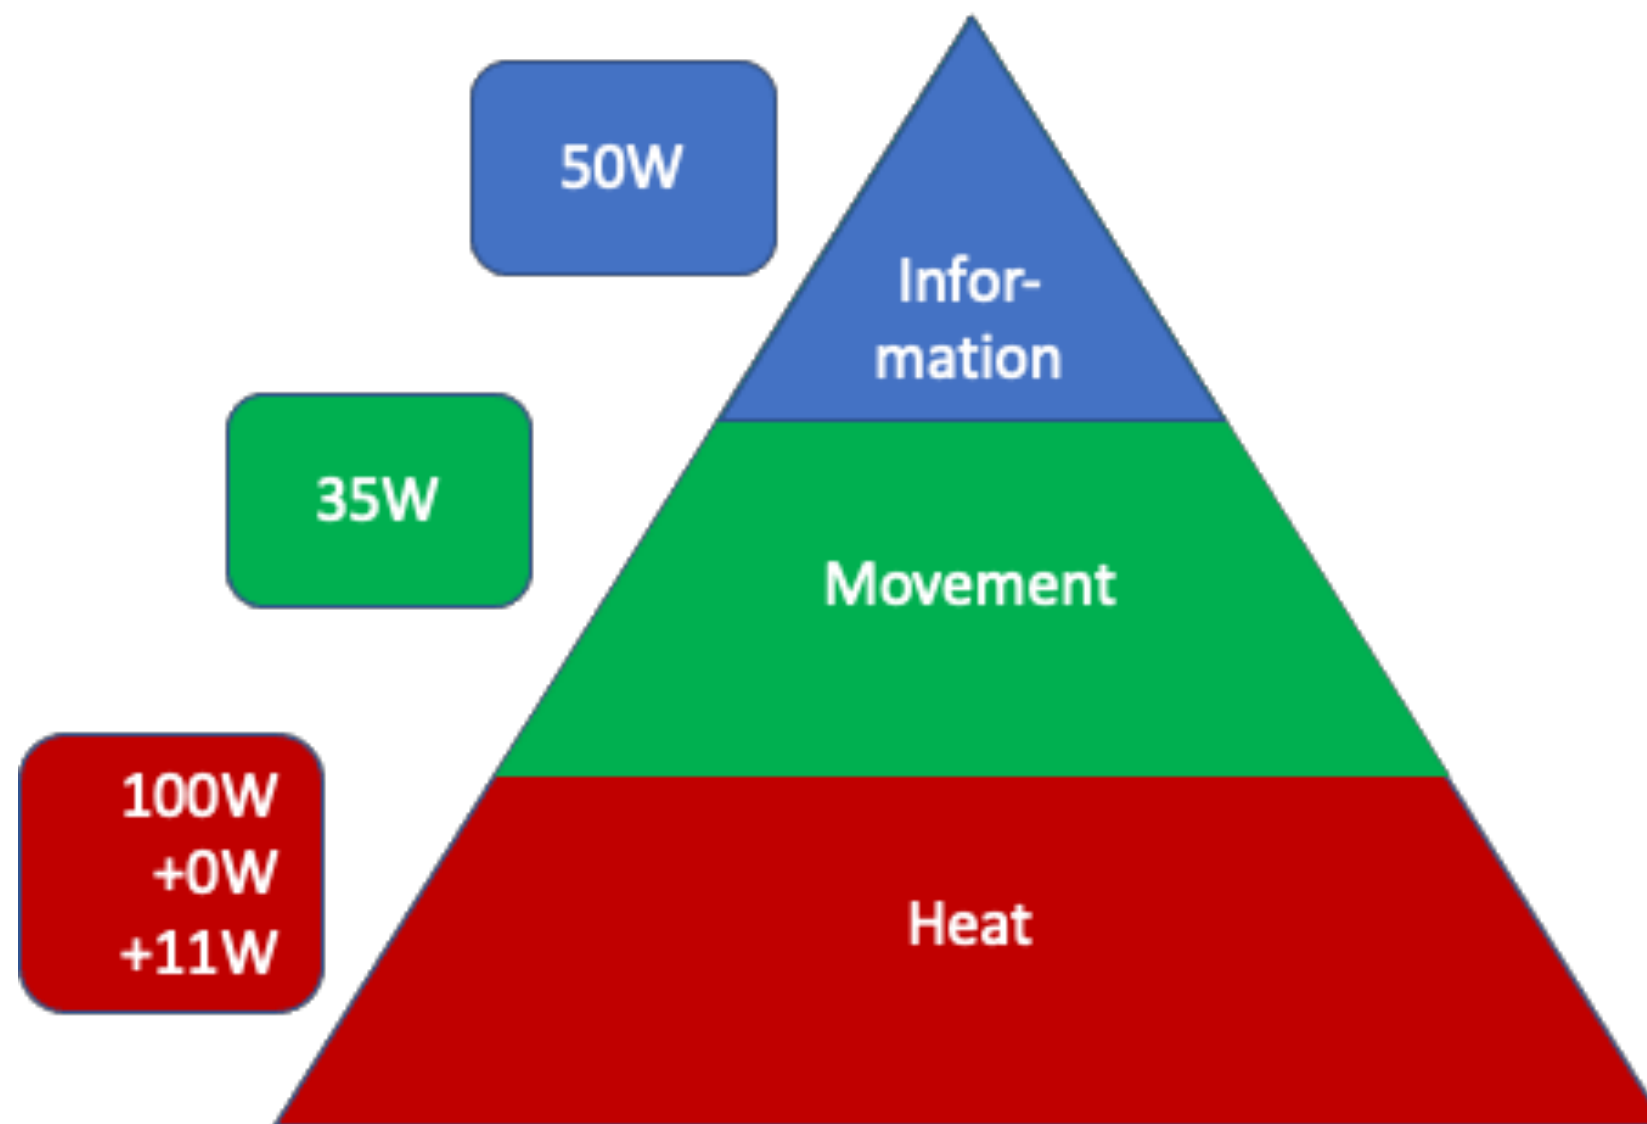 50W
Infor-
mation
35W
Movement
100W
+0W
+11W
Heat